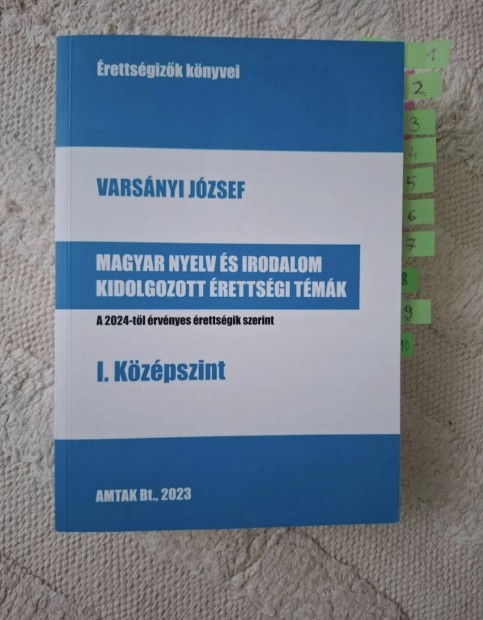 Érettségizők könyvei
VARSÁNYI JÓZSEF
MAGYAR NYELV ÉS IRODALOM
KIDOLGOZOTT ÉRETTSÉGI TÉMÁK
A 2024-től érvényes érettségik szerint
I. Középszint
AMTAK Bt., 2023
1
2
3
4
5
6
7
8
9
10